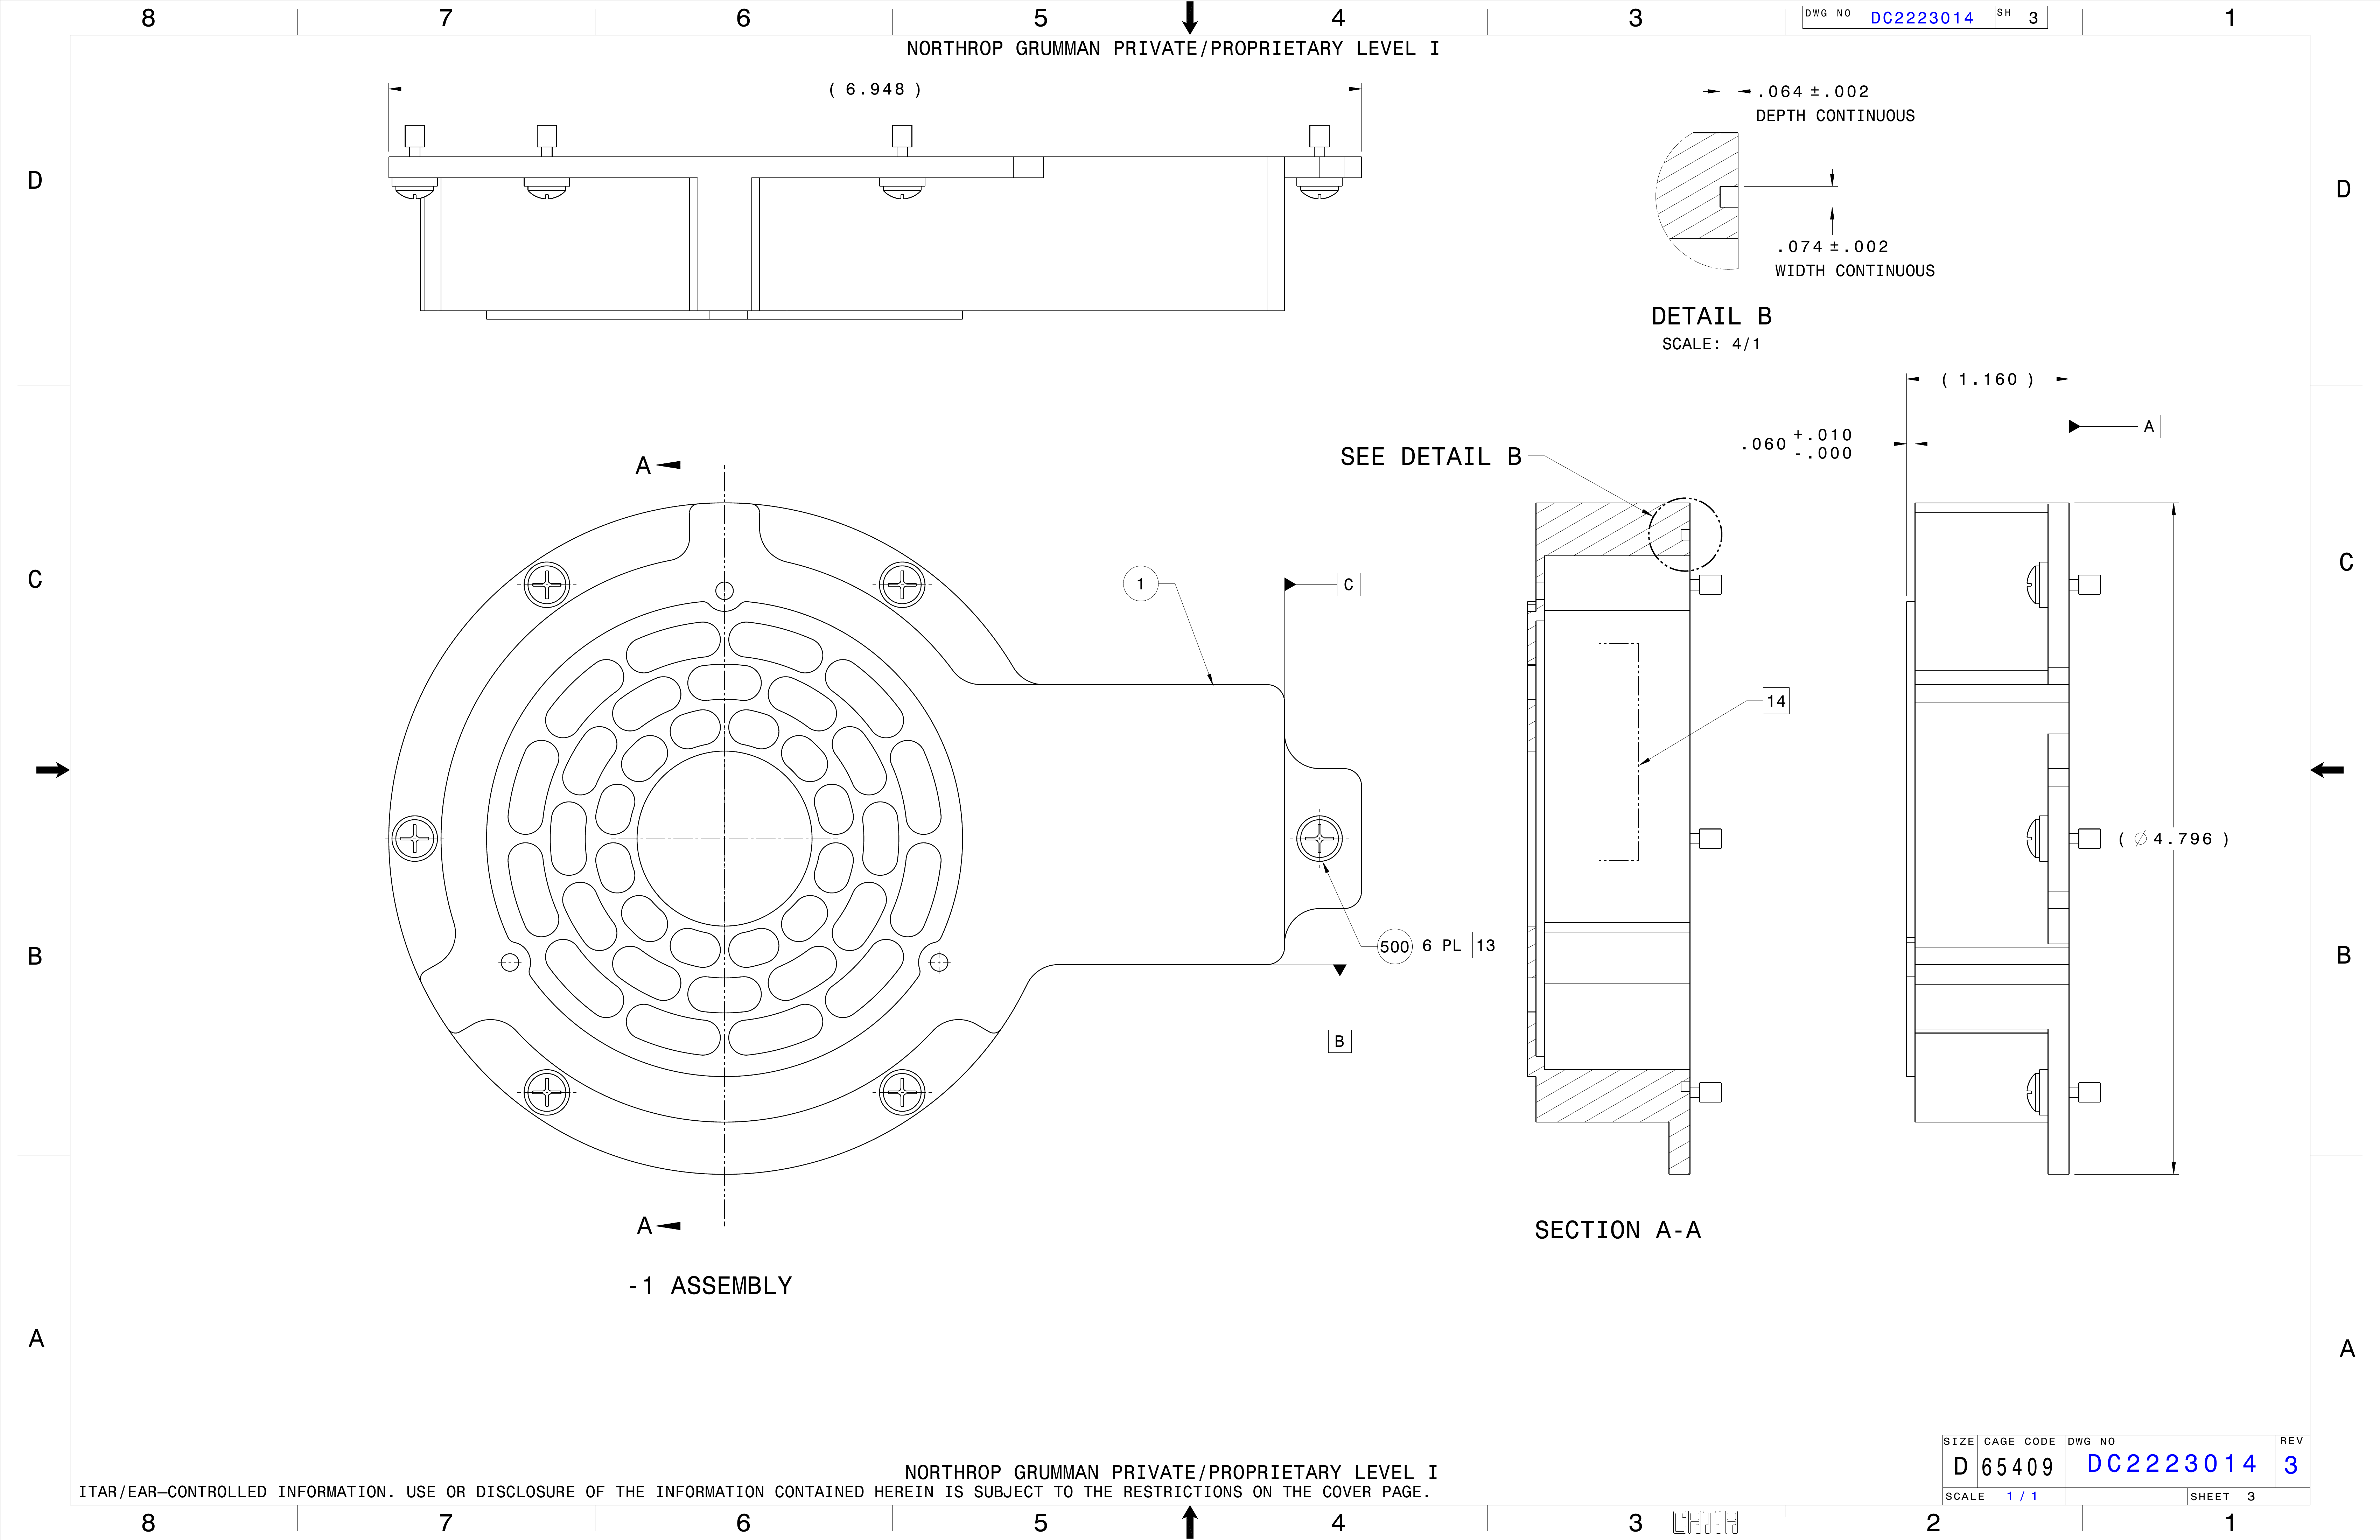 8 7 6 5 4 3 1
DWG NO DC2223014 SH 3
NORTHROP GRUMMAN PRIVATE/PROPRIETARY LEVEL I
( 6.948 )
.064 ±.002
DEPTH CONTINUOUS
D D
.074 ±.002
WIDTH CONTINUOUS
DETAIL B
SCALE: 4/1
( 1.160 )
A
.060 +.010
-.000
SEE DETAIL B
A
C C
1
C
14
( Ø 4.796 )
500 6 PL 13
B B
B
A
SECTION A-A
-1 ASSEMBLY
A A
NORTHROP GRUMMAN PRIVATE/PROPRIETARY LEVEL I
ITAR/EAR—CONTROLLED INFORMATION. USE OR DISCLOSURE OF THE INFORMATION CONTAINED HEREIN IS SUBJECT TO THE RESTRICTIONS ON THE COVER PAGE.
SIZE CAGE CODE DWG NO REV
D 65409 DC2223014 3
SCALE 1 / 1 SHEET 3
8 7 6 5 4 3 CATIA 2 1